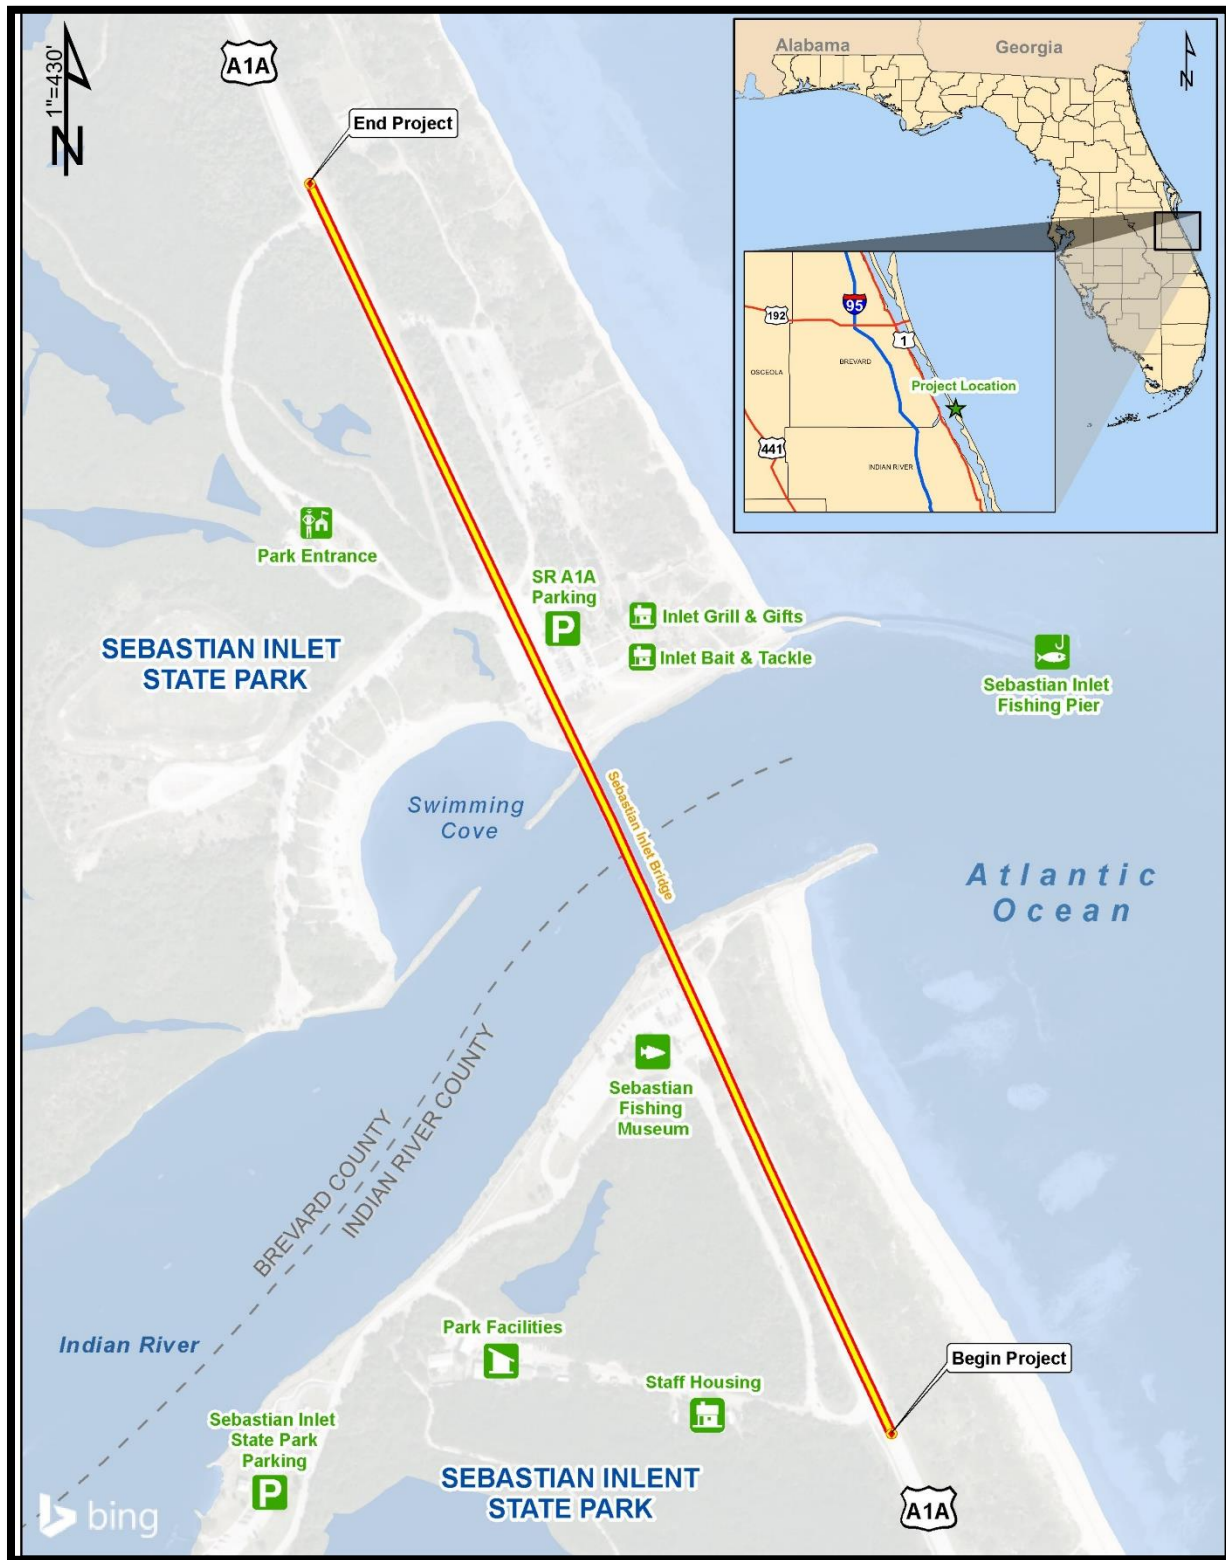 A1A
1"=430'
N
End Project
Alabama
Georgia
N
192
95
1
BREVARD
OSCEOLA
Project Location
441
INDIAN RIVER
Park Entrance
SR A1A
Parking
P
Inlet Grill & Gifts
Inlet Bait & Tackle
SEBASTIAN INLET
STATE PARK
Sebastian Inlet
Fishing Pier
Swimming
Cove
Sebastian Inlet Bridge
Atlantic
Ocean
Sebastian
Fishing
Museum
BREVARD COUNTY
INDIAN RIVER COUNTY
Indian River
Park Facilities
Begin Project
Staff Housing
Sebastian Inlet
State Park
Parking
P
SEBASTIAN INLENT
STATE PARK
A1A
bing